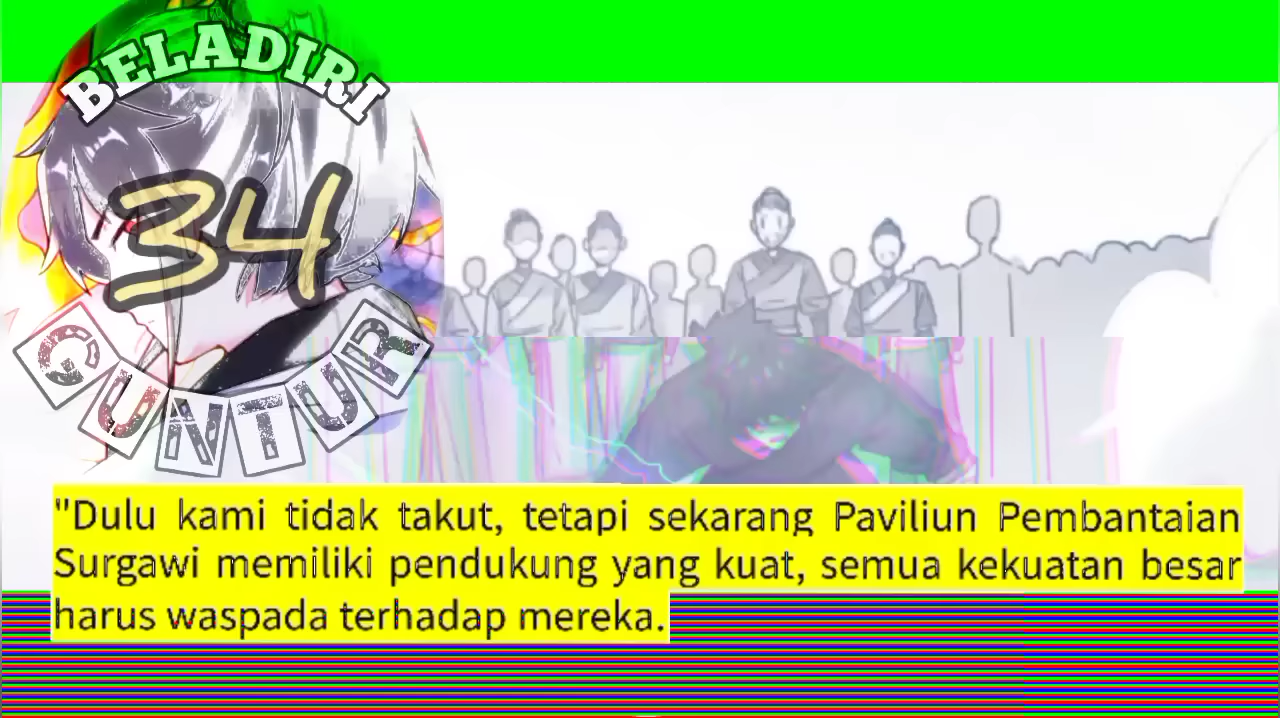 BELADIRI
34
GUNTUR
"Dulu kami tidak takut, tetapi sekarang Paviliun Pembantaian
Surgawi memiliki pendukung yang kuat, semua kekuatan besar
harus waspada terhadap mereka.